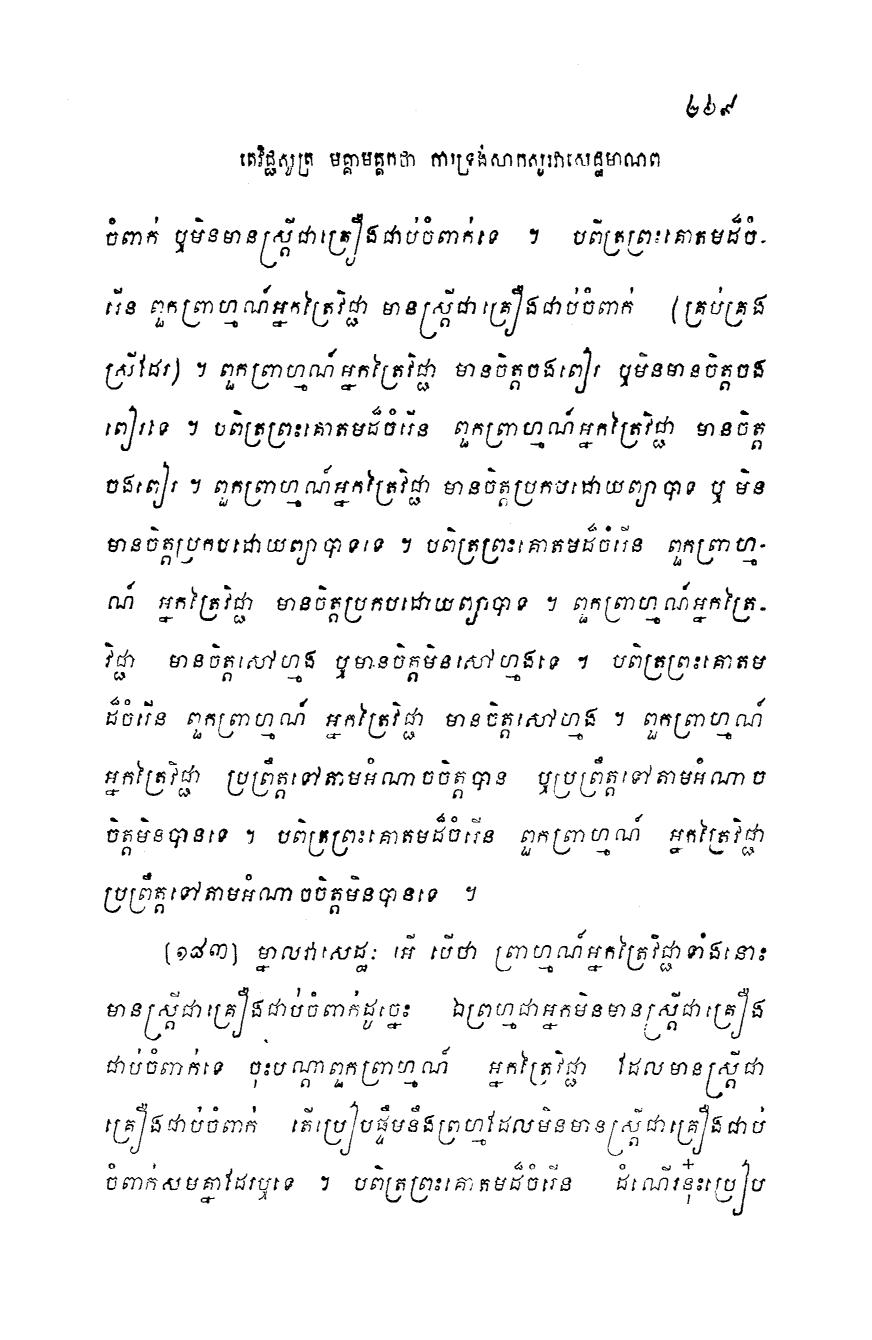 ៤៦៩
តេវិជ្ជសូត្រ មគ្គាមគ្គកថា ការទ្រង់សាកសួរវាសេដ្ឋមាណព
ចំពាក់ ឬមិនមានស្ត្រីជាគ្រឿងជាប់ចំពាក់ទេ ។ បពិត្រព្រះគោតមដ៏ចំ-
រើន ពួកព្រាហ្មណ៍អ្នកត្រៃវិជ្ជា មានស្ត្រីជាគ្រឿងជាប់ចំពាក់ (គ្រប់គ្រង
ស្រីដែរ) ។ ពួកព្រាហ្មណ៍អ្នកត្រៃវិជ្ជា មានចិត្តចងពៀរ ឬមិនមានចិត្តចង
ពៀរទេ ។ បពិត្រព្រះគោតមដ៏ចំរើន ពួកព្រាហ្មណ៍អ្នកត្រៃវិជ្ជា មានចិត្ត
ចងពៀរ ។ ពួកព្រាហ្មណ៍អ្នកត្រៃវិជ្ជា មានចិត្តប្រកបដោយព្យាបាទ ឬ មិន
មានចិត្តប្រកបដោយព្យាបាទទេ ។ បពិត្រព្រះគោតមដ៏ចំរើន ពួកព្រាហ្ម-
ណ៍ អ្នកត្រៃវិជ្ជា មានចិត្តប្រកបដោយព្យាបាទ ។ ពួកព្រាហ្មណ៍អ្នកត្រៃ-
វិជ្ជា មានចិត្តសៅហ្មង ឬមានចិត្តមិនសៅហ្មងទេ ។ បពិត្រព្រះគោតម
ដ៏ចំរើន ពួកព្រាហ្មណ៍ អ្នកត្រៃវិជ្ជា មានចិត្តសៅហ្មង ។ ពួកព្រាហ្មណ៍
អ្នកត្រៃវិជ្ជា ប្រព្រឹត្តទៅតាមអំណាចចិត្តបាន ឬប្រព្រឹត្តទៅតាមអំណាច
ចិត្តមិនបានទេ ។ បពិត្រព្រះគោតមដ៏ចំរើន ពួកព្រាហ្មណ៍ អ្នកត្រៃវិជ្ជា
ប្រព្រឹត្តទៅតាមអំណាចចិត្តមិនបានទេ ។
(១៨៣) ម្នាលវាសេដ្ឋៈ អើ បើថា ព្រាហ្មណ៍អ្នកត្រៃវិជ្ជាទាំងនោះ
មានស្ត្រីជាគ្រឿងជាប់ចំពាក់ដូច្នេះ ឯព្រហ្មជាអ្នកមិនមានស្ត្រីជាគ្រឿង
ជាប់ចំពាក់ទេ ចុះបណ្តាពួកព្រាហ្មណ៍ អ្នកត្រៃវិជ្ជា ដែលមានស្ត្រីជា
គ្រឿងជាប់ចំពាក់ តើប្រៀបផ្ទឹមនឹងព្រហ្មដែលមិនមានស្ត្រីជាគ្រឿងជាប់
ចំពាក់សមគ្នាដែរឬទេ ។ បពិត្រព្រះគោតមដ៏ចំរើន ដំណើរនុ៎ះប្រៀប